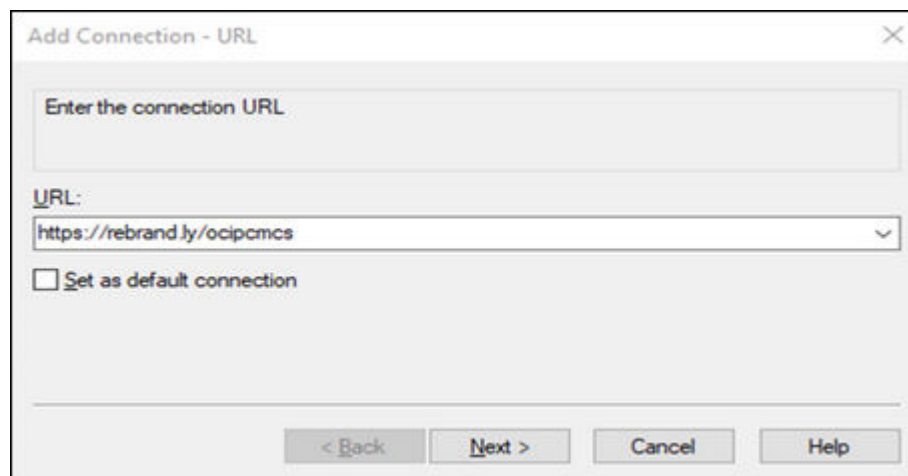 Add Connection - URL
Enter the connection URL
URL:
https://rebrand.ly/ocipcmcs
Set as default connection
< Back Next > Cancel Help